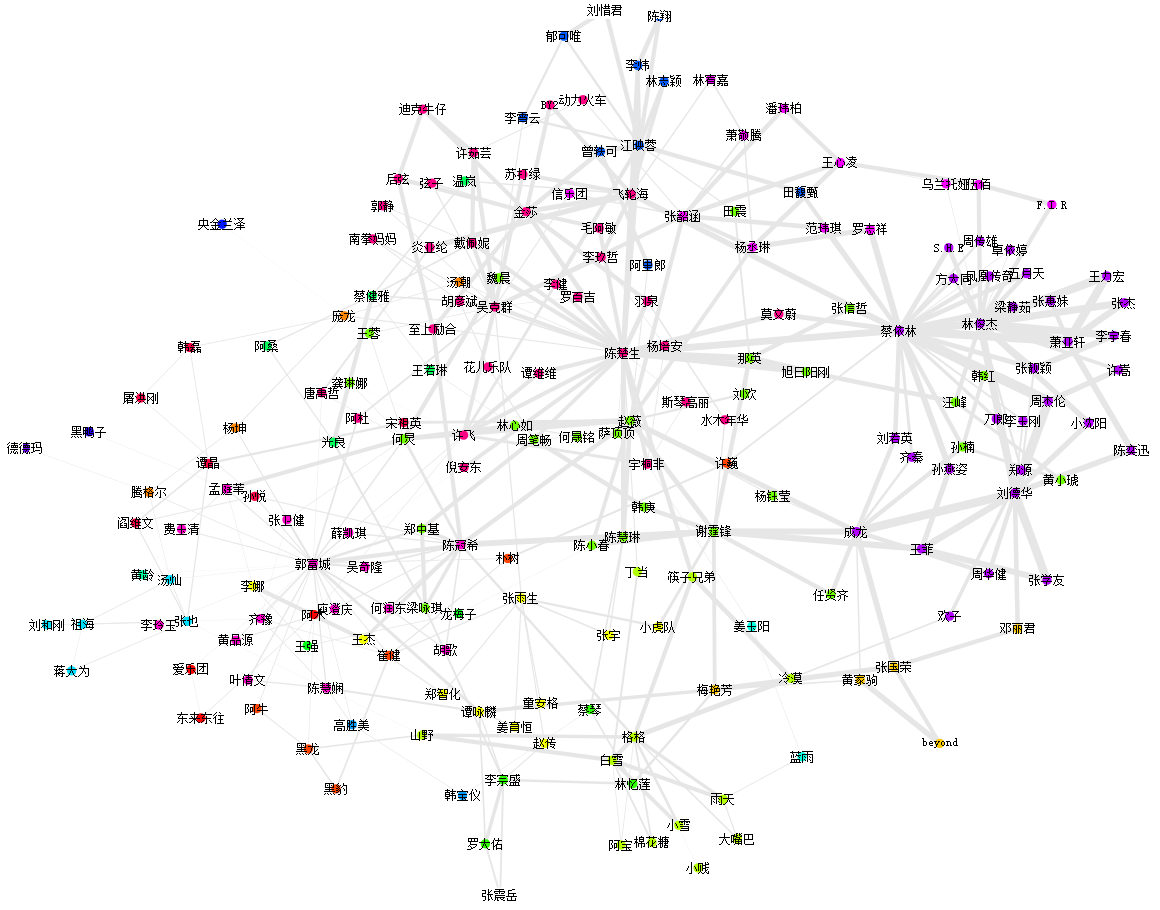 刘惜君
陈翔
郁可唯
李炜
林志颖
林宥嘉
迪克牛仔
BY2
动力火车
李霄云
潘玮柏
萧敬腾
许茹芸
曾轶可
江映蓉
王心凌
后弦
弦子
温岚
苏打绿
信乐团
飞轮海
田馥甄
乌兰托娅
伍佰
F.I.R
郭静
金莎
张韶涵
田震
央金兰泽
南拳妈妈
炎亚纶
戴佩妮
毛阿敏
范玮琪
罗志祥
杨丞琳
S.H.E
周传雄
卓依婷
李玖哲
阿里郎
汤潮
魏晨
李健
方大同
凤凰传奇
五月天
王力宏
蔡健雅
胡彦斌
吴克群
罗百吉
羽泉
张惠妹
张杰
庞龙
莫文蔚
张信哲
梁静茹
王蓉
至上励合
蔡依林
林俊杰
李宇春
韩磊
阿桑
陈楚生
杨培安
那英
萧亚轩
王若琳
花儿乐队
谭维维
旭日阳刚
韩红
张靓颖
许嵩
龚琳娜
唐禹哲
刘欢
屠洪刚
斯琴高丽
汪峰
周杰伦
阿杜
宋祖英
许飞
林心如
赵薇
水木年华
小沈阳
黑鸭子
杨坤
光良
何炅
周笔畅
何晟铭
萨顶顶
刘若英
孙楠
德德玛
谭晶
倪安东
宇桐非
许巍
齐秦
孙燕姿
郑源
黄小琥
陈奕迅
腾格尔
孟庭苇
孙悦
韩庚
杨钰莹
刘德华
阎维文
费玉清
张卫健
薛凯琪
郑中基
陈冠希
陈小春
陈慧琳
谢霆锋
成龙
王菲
黄龄
汤灿
郭富城
吴奇隆
朴树
丁当
筷子兄弟
周华健
张学友
李娜
张雨生
任贤齐
刘和刚
祖海
李玲玉
张也
齐豫
阿木
庾澄庆
何润东
梁咏琪
龙梅子
张宇
小虎队
姜玉阳
欢子
邓丽君
黄品源
王强
王杰
崔健
胡歌
蒋大为
爱乐团
叶倩文
陈慧娴
郑智化
梅艳芳
冷漠
黄家驹
张国荣
东来东往
阿牛
高胜美
谭咏麟
童安格
蔡琴
姜育恒
山野
赵传
格格
beyond
黑龙
白雪
蓝雨
黑豹
韩宝仪
李宗盛
林忆莲
雨天
罗大佑
阿宝
棉花糖
小雪
大嘴巴
小贱
张震岳